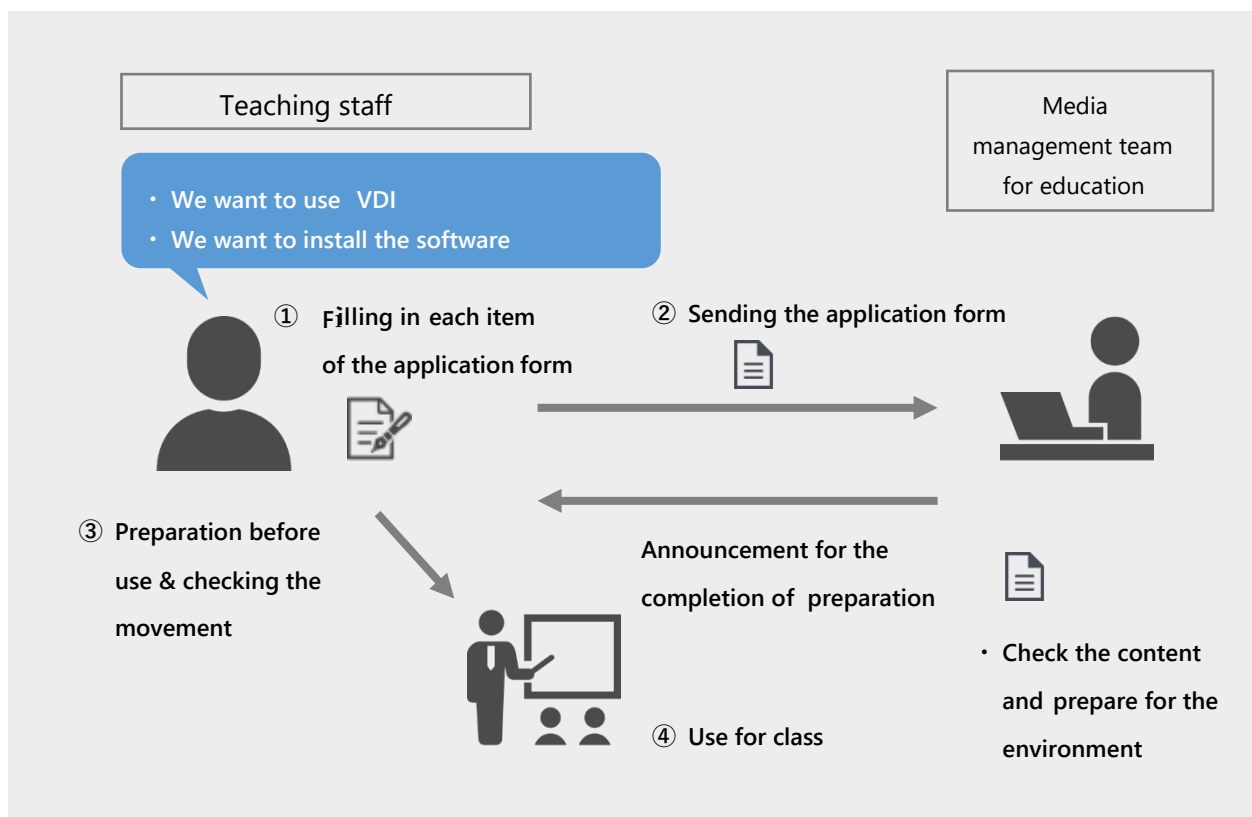 Teaching staff
Media
management team
for education
・ We want to use VDI
・ We want to install the software
① Filling in each item
of the application form
② Sending the application form
③ Preparation before
use & checking the
movement
Announcement for the
completion of preparation
・ Check the content
and prepare for the
environment
④ Use for class